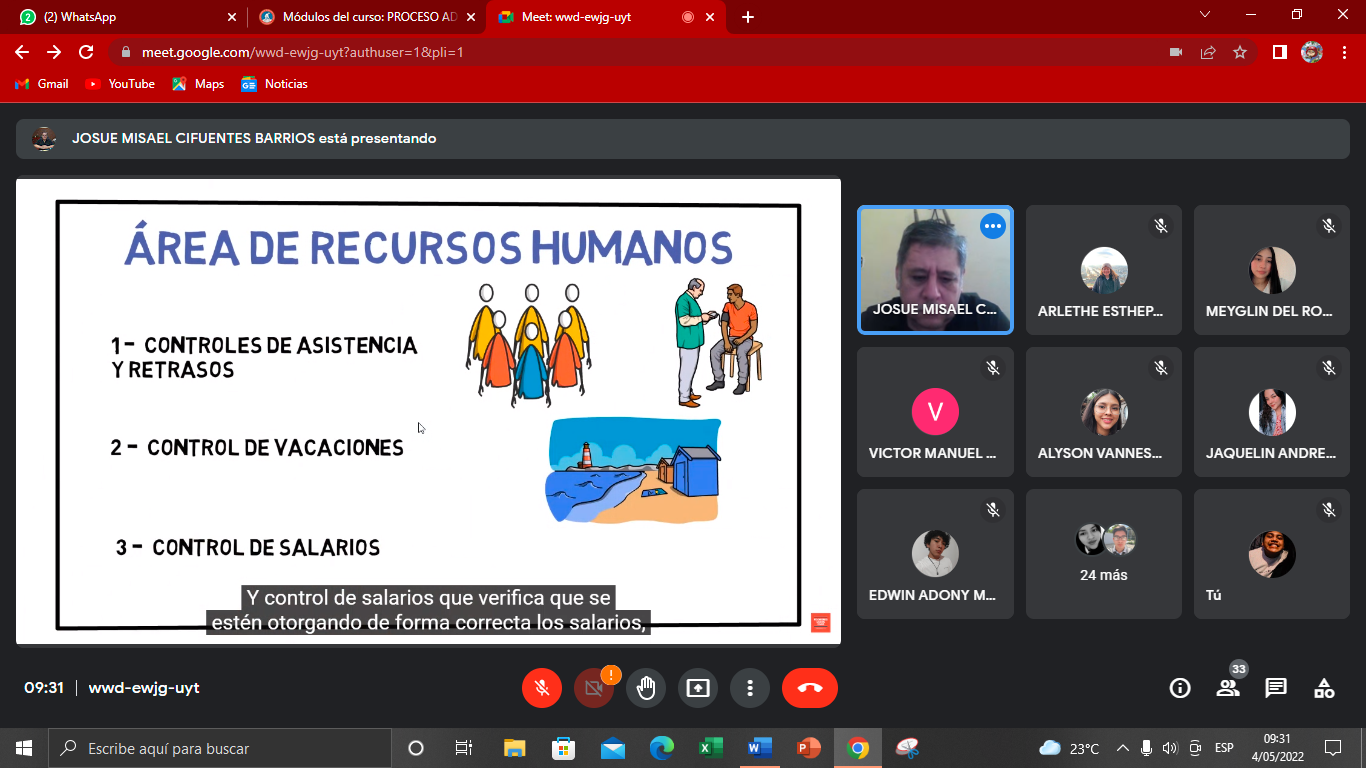 (2) WhatsApp
Módulos del curso: PROCESO AD
Meet: wwd-ewjg-uyt
meet.google.com/wwd-ewjg-uyt?authuser=1&pli=1
Gmail
YouTube
Maps
Noticias
JOSUE MISAEL CIFUENTES BARRIOS está presentando
ÁREA DE RECURSOS HUMANOS
1 - CONTROLES DE ASISTENCIA
Y RETRASOS
2 - CONTROL DE VACACIONES
3 - CONTROL DE SALARIOS
Y control de salarios que verifica que se
estén otorgando de forma correcta los salarios,
JOSUE MISAEL C...
ARLETHE ESTHEP...
MEYGLIN DEL RO...
V
VICTOR MANUEL ...
ALYSON VANNES...
JAQUELIN ANDRE...
EDWIN ADONY M...
24 más
Tú
09:31
wwd-ewjg-uyt
33
Escribe aquí para buscar
23°C
ESP
09:31
4/05/2022